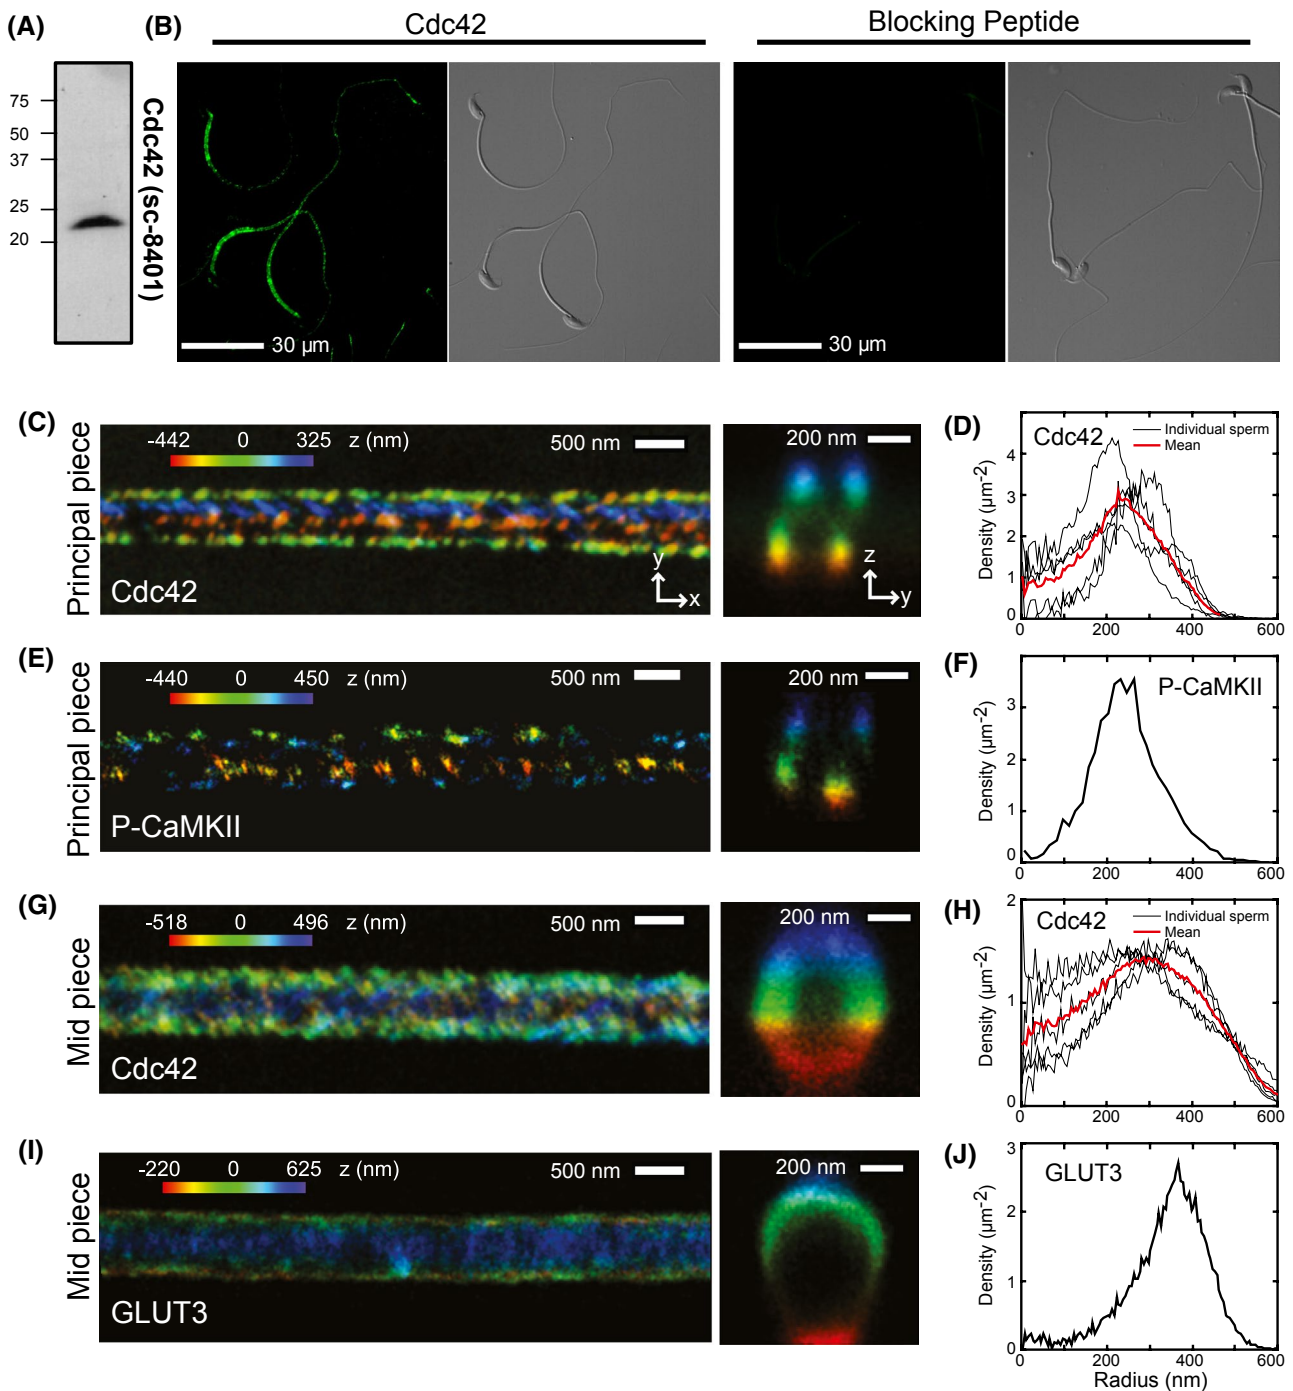 (A)
75
50
37
25
20
Cdc42 (sc-8401)
(B)
Cdc42
Blocking Peptide
30 µm
30 µm
(C)
Principal piece
-442 0 325 z (nm)
500 nm
Cdc42
y
x
200 nm
z
y
(D)
Cdc42
Individual sperm
Mean
Density (µm-2)
4
3
2
1
0
0 200 400 600
(E)
Principal piece
-440 0 450 z (nm)
500 nm
P-CaMKII
200 nm
(F)
P-CaMKII
Density (µm-2)
3
2
1
0
0 200 400 600
(G)
Mid piece
-518 0 496 z (nm)
500 nm
Cdc42
200 nm
(H)
Cdc42
Individual sperm
Mean
Density (µm-2)
2
1
0
0 200 400 600
(I)
Mid piece
-220 0 625 z (nm)
500 nm
GLUT3
200 nm
(J)
GLUT3
Density (µm-2)
3
2
1
0
0 200 400 600
Radius (nm)